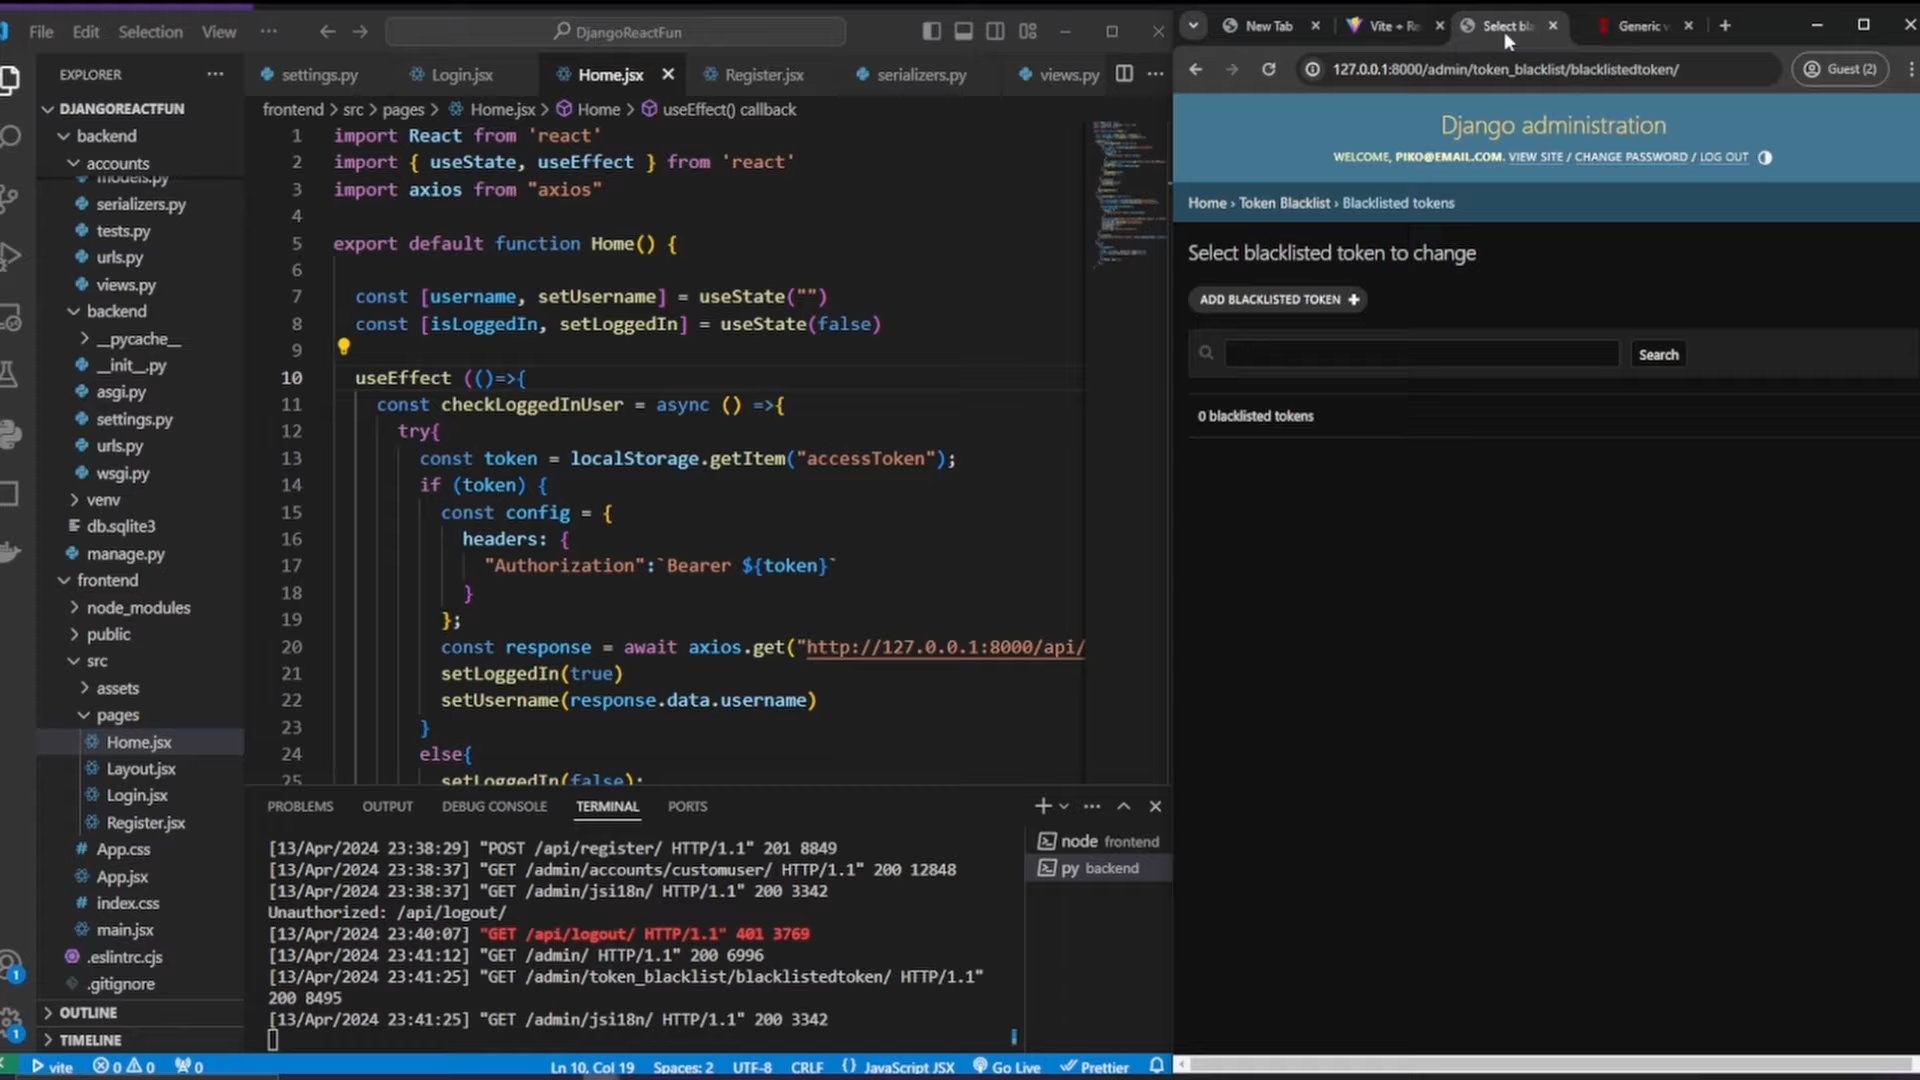 File Edit Selection View ···
DjangoReactFun
EXPLORER
DJANGOREACTFUN
backend
accounts
models.py
serializers.py
tests.py
urls.py
views.py
backend
__pycache__
__init__.py
asgi.py
settings.py
urls.py
wsgi.py
venv
db.sqlite3
manage.py
frontend
node_modules
public
src
assets
pages
Home.jsx
Layout.jsx
Login.jsx
Register.jsx
# App.css
App.jsx
# index.css
main.jsx
.eslintrc.cjs
.gitignore
OUTLINE
TIMELINE
settings.py Login.jsx Home.jsx Register.jsx serializers.py views.py
frontend > src > pages > Home.jsx > Home > useEffect() callback
1 import React from 'react'
2 import { useState, useEffect } from 'react'
3 import axios from "axios"
4
5 export default function Home() {
6
7 const [username, setUsername] = useState("")
8 const [isLoggedIn, setLoggedIn] = useState(false)
9
10 useEffect (()=>{
11 const checkLoggedInUser = async () =>{
12 try{
13 const token = localStorage.getItem("accessToken");
14 if (token) {
15 const config = {
16 headers: {
17 "Authorization":`Bearer ${token}`
18 }
19 };
20 const response = await axios.get("http://127.0.0.1:8000/api/
21 setLoggedIn(true)
22 setUsername(response.data.username)
23 }
24 else{
25 setLoggedIn(false);
PROBLEMS OUTPUT DEBUG CONSOLE TERMINAL PORTS
[13/Apr/2024 23:38:29] "POST /api/register/ HTTP/1.1" 201 8849
[13/Apr/2024 23:38:37] "GET /admin/accounts/customuser/ HTTP/1.1" 200 12848
[13/Apr/2024 23:38:37] "GET /admin/jsi18n/ HTTP/1.1" 200 3342
Unauthorized: /api/logout/
[13/Apr/2024 23:40:07] "GET /api/logout/ HTTP/1.1" 401 3769
[13/Apr/2024 23:41:12] "GET /admin/ HTTP/1.1" 200 6996
[13/Apr/2024 23:41:25] "GET /admin/token_blacklist/blacklistedtoken/ HTTP/1.1"
200 8495
[13/Apr/2024 23:41:25] "GET /admin/jsi18n/ HTTP/1.1" 200 3342
node frontend
py backend
1
1
vite 0 0 0 Ln 10, Col 19 Spaces: 2 UTF-8 CRLF {} JavaScript JSX Go Live Prettier
New Tab Vite + Re Select bla Generic v
127.0.0.1:8000/admin/token_blacklist/blacklistedtoken/
Guest (2)
Django administration
WELCOME, PIKO@EMAIL.COM. VIEW SITE / CHANGE PASSWORD / LOG OUT
Home › Token Blacklist › Blacklisted tokens
Select blacklisted token to change
ADD BLACKLISTED TOKEN +
Search
0 blacklisted tokens